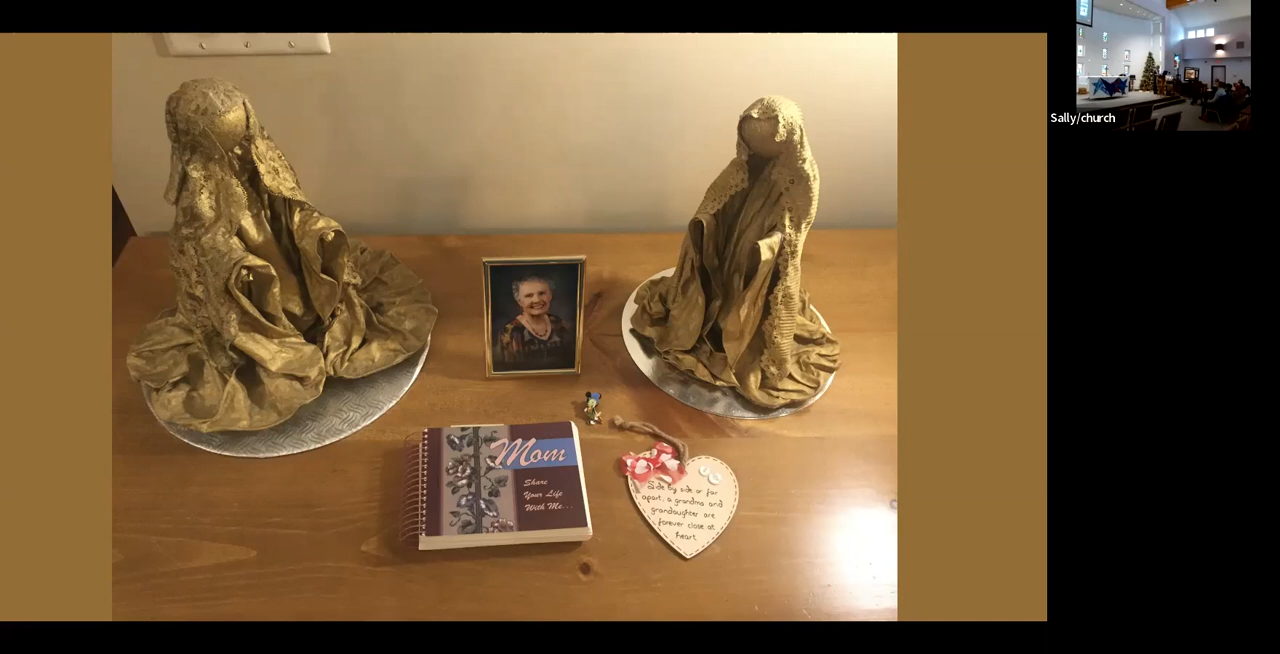 Sally/church
Mom
Share
Your Life
With Me...
Side by side or far
apart, a grandma and
grandaughter are
forever close at
heart